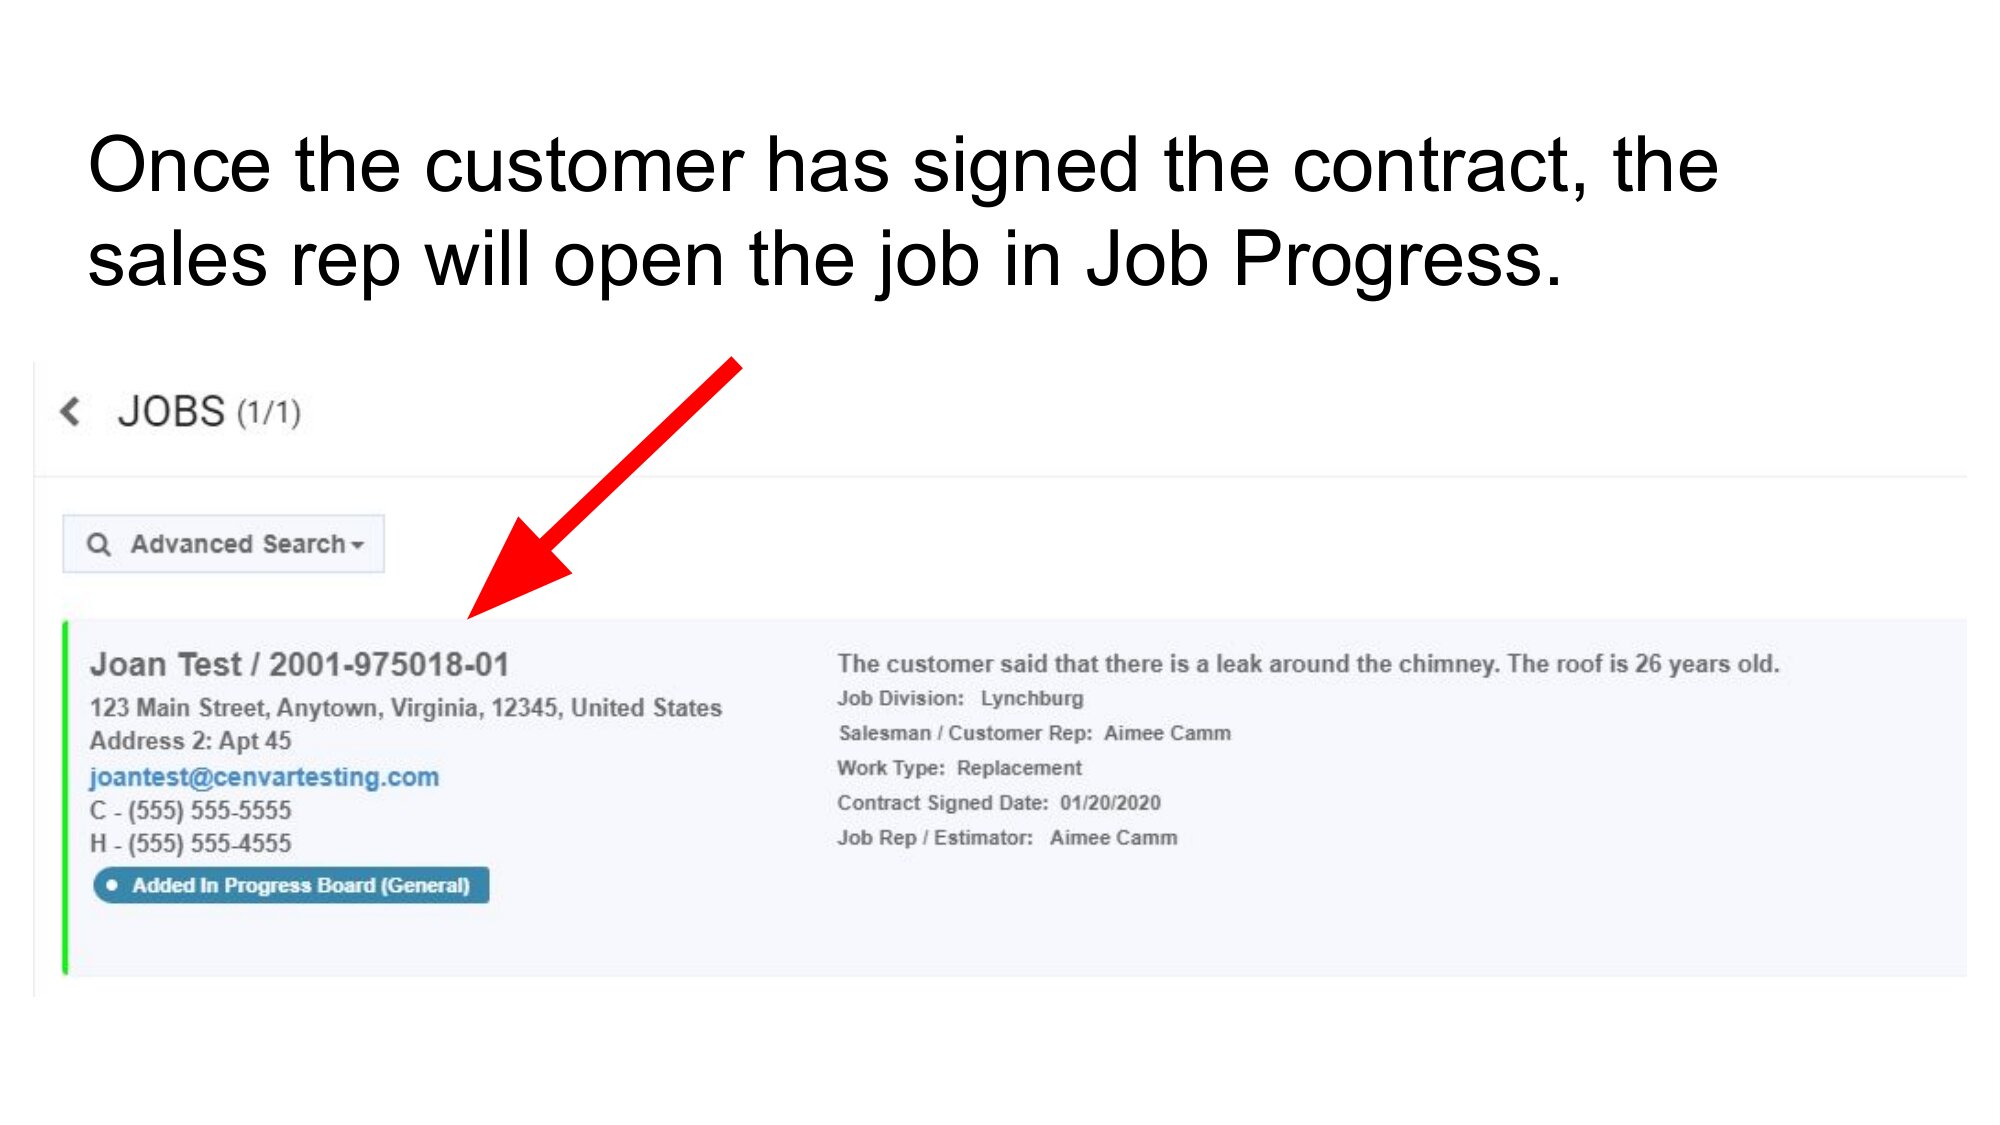 Once the customer has signed the contract, the
sales rep will open the job in Job Progress.
JOBS (1/1)
Advanced Search
Joan Test / 2001-975018-01
123 Main Street, Anytown, Virginia, 12345, United States
Address 2: Apt 45
joantest@cenvartesting.com
C - (555) 555-5555
H - (555) 555-4555
Added In Progress Board (General)
The customer said that there is a leak around the chimney. The roof is 26 years old.
Job Division: Lynchburg
Salesman / Customer Rep: Aimee Camm
Work Type: Replacement
Contract Signed Date: 01/20/2020
Job Rep / Estimator: Aimee Camm